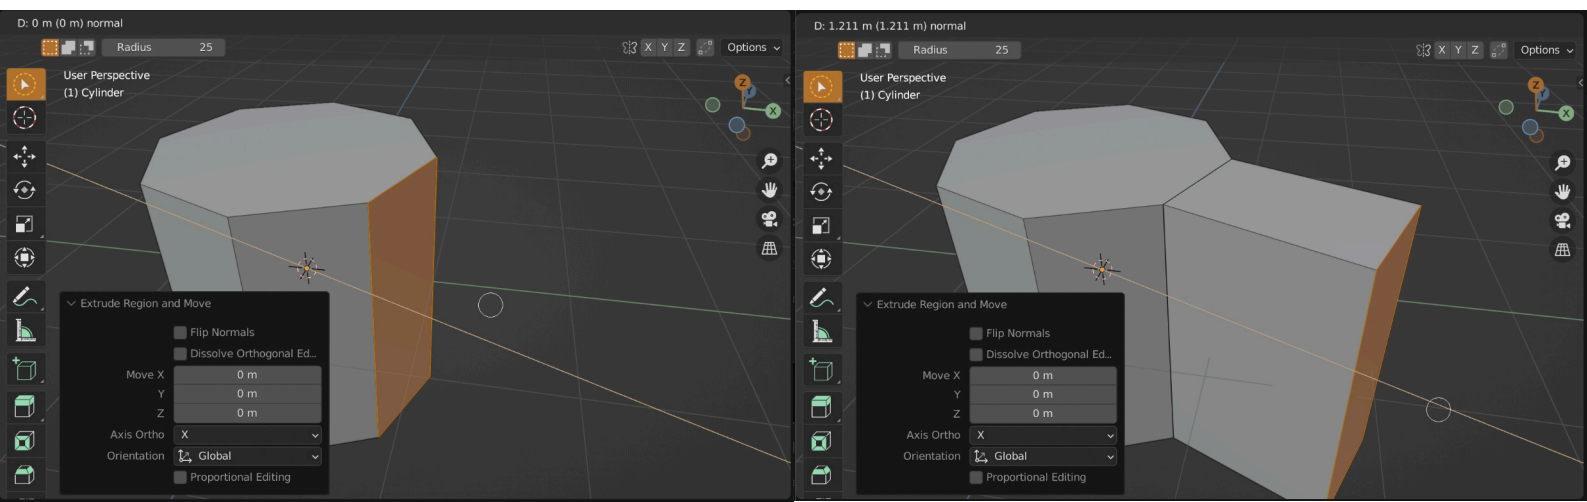 D: 0 m (0 m) normal
Radius 25
X Y Z
Options
User Perspective
(1) Cylinder
Z
Y
X
Extrude Region and Move
Flip Normals
Dissolve Orthogonal Ed...
Move X 0 m
Y 0 m
Z 0 m
Axis Ortho X
Orientation Global
Proportional Editing
D: 1.211 m (1.211 m) normal
Radius 25
X Y Z
Options
User Perspective
(1) Cylinder
Z
Y
X
Extrude Region and Move
Flip Normals
Dissolve Orthogonal Ed...
Move X 0 m
Y 0 m
Z 0 m
Axis Ortho X
Orientation Global
Proportional Editing